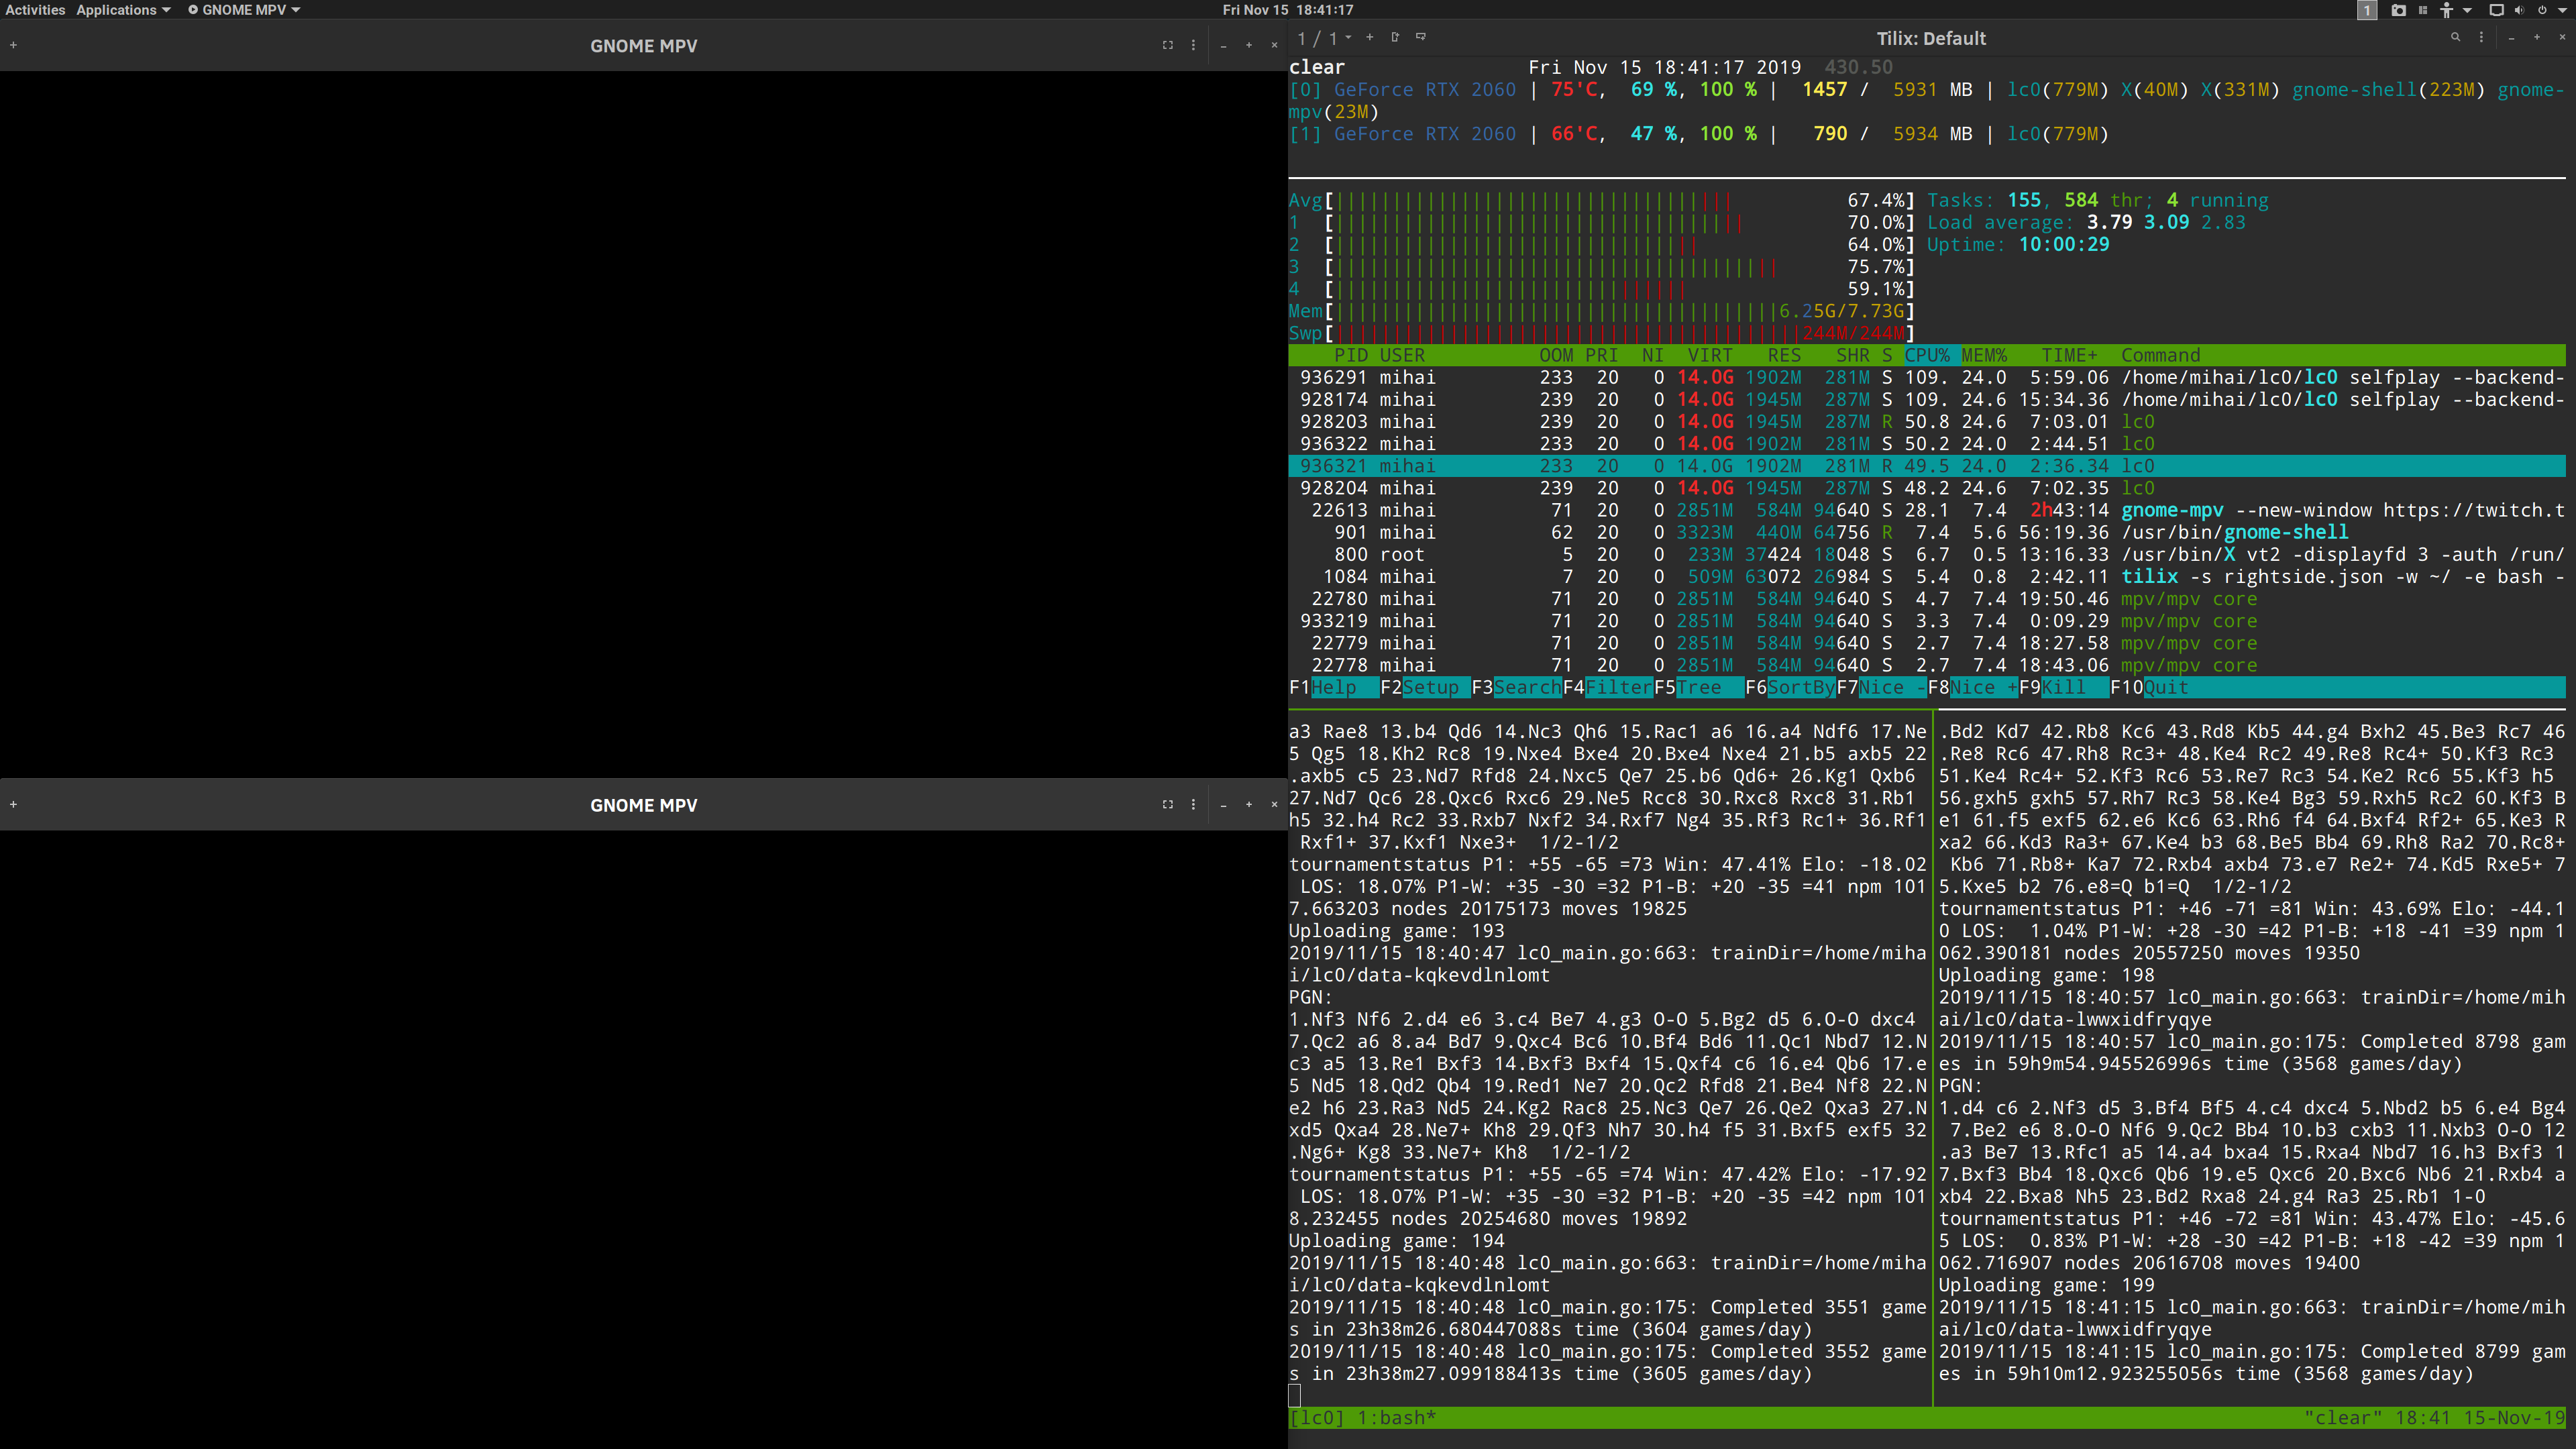 Activities Applications GNOME MPV Fri Nov 15 18:41:17 1
GNOME MPV
GNOME MPV
1 / 1 Tilix: Default
clear Fri Nov 15 18:41:17 2019 430.50
[0] GeForce RTX 2060 | 75'C, 69 %, 100 % | 1457 / 5931 MB | lc0(779M) X(40M) X(331M) gnome-shell(223M) gnome-
mpv(23M)
[1] GeForce RTX 2060 | 66'C, 47 %, 100 % | 790 / 5934 MB | lc0(779M)
Avg[ 67.4%] Tasks: 155, 584 thr; 4 running
1 [ 70.0%] Load average: 3.79 3.09 2.83
2 [ 64.0%] Uptime: 10:00:29
3 [ 75.7%]
4 [ 59.1%]
Mem[ 6.25G/7.73G]
Swp[ 244M/244M]
PID USER OOM PRI NI VIRT RES SHR S CPU% MEM% TIME+ Command
936291 mihai 233 20 0 14.0G 1902M 281M S 109. 24.0 5:59.06 /home/mihai/lc0/lc0 selfplay --backend-
928174 mihai 239 20 0 14.0G 1945M 287M S 109. 24.6 15:34.36 /home/mihai/lc0/lc0 selfplay --backend-
928203 mihai 239 20 0 14.0G 1945M 287M R 50.8 24.6 7:03.01 lc0
936322 mihai 233 20 0 14.0G 1902M 281M S 50.2 24.0 2:44.51 lc0
936321 mihai 233 20 0 14.0G 1902M 281M R 49.5 24.0 2:36.34 lc0
928204 mihai 239 20 0 14.0G 1945M 287M S 48.2 24.6 7:02.35 lc0
22613 mihai 71 20 0 2851M 584M 94640 S 28.1 7.4 2h43:14 gnome-mpv --new-window https://twitch.t
901 mihai 62 20 0 3323M 440M 64756 R 7.4 5.6 56:19.36 /usr/bin/gnome-shell
800 root 5 20 0 233M 37424 18048 S 6.7 0.5 13:16.33 /usr/bin/X vt2 -displayfd 3 -auth /run/
1084 mihai 7 20 0 509M 63072 26984 S 5.4 0.8 2:42.11 tilix -s rightside.json -w ~/ -e bash -
22780 mihai 71 20 0 2851M 584M 94640 S 4.7 7.4 19:50.46 mpv/mpv core
933219 mihai 71 20 0 2851M 584M 94640 S 3.3 7.4 0:09.29 mpv/mpv core
22779 mihai 71 20 0 2851M 584M 94640 S 2.7 7.4 18:27.58 mpv/mpv core
22778 mihai 71 20 0 2851M 584M 94640 S 2.7 7.4 18:43.06 mpv/mpv core
F1Help F2Setup F3SearchF4FilterF5Tree F6SortByF7Nice -F8Nice +F9Kill F10Quit
a3 Rae8 13.b4 Qd6 14.Nc3 Qh6 15.Rac1 a6 16.a4 Ndf6 17.Ne
5 Qg5 18.Kh2 Rc8 19.Nxe4 Bxe4 20.Bxe4 Nxe4 21.b5 axb5 22
.axb5 c5 23.Nd7 Rfd8 24.Nxc5 Qe7 25.b6 Qd6+ 26.Kg1 Qxb6
27.Nd7 Qc6 28.Qxc6 Rxc6 29.Ne5 Rcc8 30.Rxc8 Rxc8 31.Rb1
h5 32.h4 Rc2 33.Rxb7 Nxf2 34.Rxf7 Ng4 35.Rf3 Rc1+ 36.Rf1
Rxf1+ 37.Kxf1 Nxe3+ 1/2-1/2
tournamentstatus P1: +55 -65 =73 Win: 47.41% Elo: -18.02
LOS: 18.07% P1-W: +35 -30 =32 P1-B: +20 -35 =41 npm 101
7.663203 nodes 20175173 moves 19825
Uploading game: 193
2019/11/15 18:40:47 lc0_main.go:663: trainDir=/home/miha
i/lc0/data-kqkevdlnlomt
PGN:
1.Nf3 Nf6 2.d4 e6 3.c4 Be7 4.g3 O-O 5.Bg2 d5 6.O-O dxc4
7.Qc2 a6 8.a4 Bd7 9.Qxc4 Bc6 10.Bf4 Bd6 11.Qc1 Nbd7 12.N
c3 a5 13.Re1 Bxf3 14.Bxf3 Bxf4 15.Qxf4 c6 16.e4 Qb6 17.e
5 Nd5 18.Qd2 Qb4 19.Red1 Ne7 20.Qc2 Rfd8 21.Be4 Nf8 22.N
e2 h6 23.Ra3 Nd5 24.Kg2 Rac8 25.Nc3 Qe7 26.Qe2 Qxa3 27.N
xd5 Qxa4 28.Ne7+ Kh8 29.Qf3 Nh7 30.h4 f5 31.Bxf5 exf5 32
.Ng6+ Kg8 33.Ne7+ Kh8 1/2-1/2
tournamentstatus P1: +55 -65 =74 Win: 47.42% Elo: -17.92
LOS: 18.07% P1-W: +35 -30 =32 P1-B: +20 -35 =42 npm 101
8.232455 nodes 20254680 moves 19892
Uploading game: 194
2019/11/15 18:40:48 lc0_main.go:663: trainDir=/home/miha
i/lc0/data-kqkevdlnlomt
2019/11/15 18:40:48 lc0_main.go:175: Completed 3551 game
s in 23h38m26.680447088s time (3604 games/day)
2019/11/15 18:40:48 lc0_main.go:175: Completed 3552 game
s in 23h38m27.099188413s time (3605 games/day)
.Bd2 Kd7 42.Rb8 Kc6 43.Rd8 Kb5 44.g4 Bxh2 45.Be3 Rc7 46
.Re8 Rc6 47.Rh8 Rc3+ 48.Ke4 Rc2 49.Re8 Rc4+ 50.Kf3 Rc3
51.Ke4 Rc4+ 52.Kf3 Rc6 53.Re7 Rc3 54.Ke2 Rc6 55.Kf3 h5
56.gxh5 gxh5 57.Rh7 Rc3 58.Ke4 Bg3 59.Rxh5 Rc2 60.Kf3 B
e1 61.f5 exf5 62.e6 Kc6 63.Rh6 f4 64.Bxf4 Rf2+ 65.Ke3 R
xa2 66.Kd3 Ra3+ 67.Ke4 b3 68.Be5 Bb4 69.Rh8 Ra2 70.Rc8+
Kb6 71.Rb8+ Ka7 72.Rxb4 axb4 73.e7 Re2+ 74.Kd5 Rxe5+ 7
5.Kxe5 b2 76.e8=Q b1=Q 1/2-1/2
tournamentstatus P1: +46 -71 =81 Win: 43.69% Elo: -44.1
0 LOS: 1.04% P1-W: +28 -30 =42 P1-B: +18 -41 =39 npm 1
062.390181 nodes 20557250 moves 19350
Uploading game: 198
2019/11/15 18:40:57 lc0_main.go:663: trainDir=/home/mih
ai/lc0/data-lwwxidfryqye
2019/11/15 18:40:57 lc0_main.go:175: Completed 8798 gam
es in 59h9m54.945526996s time (3568 games/day)
PGN:
1.d4 c6 2.Nf3 d5 3.Bf4 Bf5 4.c4 dxc4 5.Nbd2 b5 6.e4 Bg4
7.Be2 e6 8.O-O Nf6 9.Qc2 Bb4 10.b3 cxb3 11.Nxb3 O-O 12
.a3 Be7 13.Rfc1 a5 14.a4 bxa4 15.Rxa4 Nbd7 16.h3 Bxf3 1
7.Bxf3 Bb4 18.Qxc6 Qb6 19.e5 Qxc6 20.Bxc6 Nb6 21.Rxb4 a
xb4 22.Bxa8 Nh5 23.Bd2 Rxa8 24.g4 Ra3 25.Rb1 1-0
tournamentstatus P1: +46 -72 =81 Win: 43.47% Elo: -45.6
5 LOS: 0.83% P1-W: +28 -30 =42 P1-B: +18 -42 =39 npm 1
062.716907 nodes 20616708 moves 19400
Uploading game: 199
2019/11/15 18:41:15 lc0_main.go:663: trainDir=/home/mih
ai/lc0/data-lwwxidfryqye
2019/11/15 18:41:15 lc0_main.go:175: Completed 8799 gam
es in 59h10m12.923255056s time (3568 games/day)
[lc0] 1:bash* "clear" 18:41 15-Nov-19